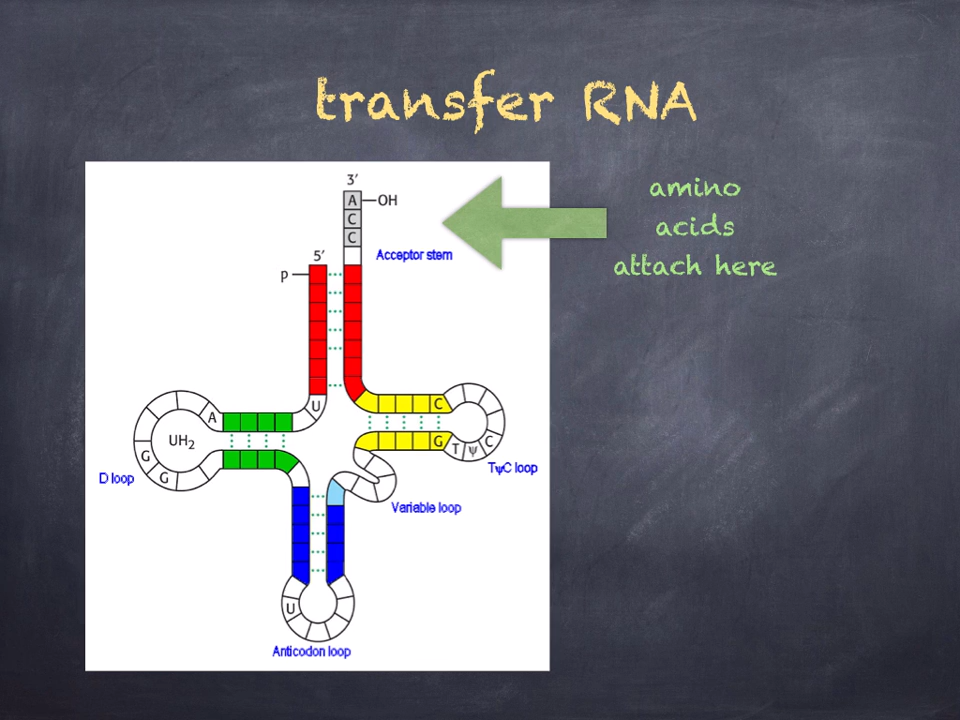 transfer RNA
amino
acids
attach here
3′
A
OH
C
C
Acceptor stem
5′
P
U
A
UH₂
G
G
D loop
C
G
T
ψ
C
TψC loop
Variable loop
U
Anticodon loop